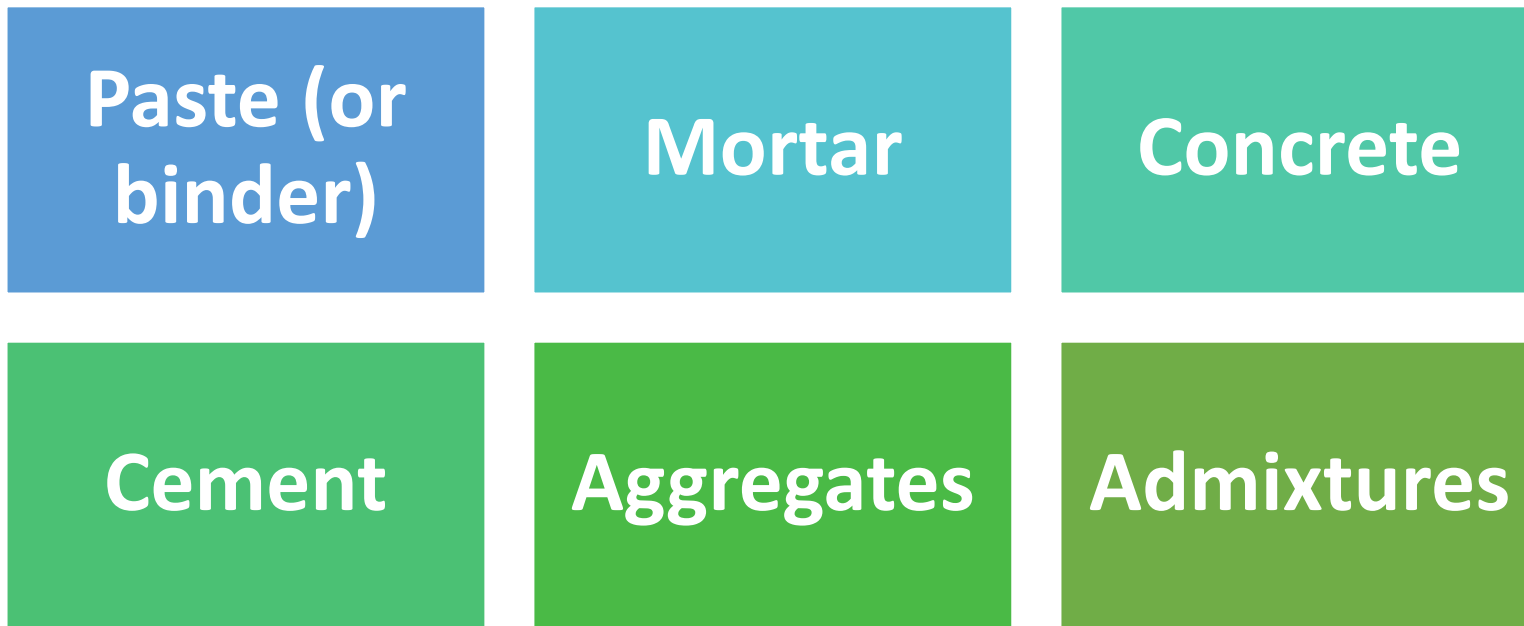 Paste (or
binder)
Mortar
Concrete
Cement
Aggregates
Admixtures